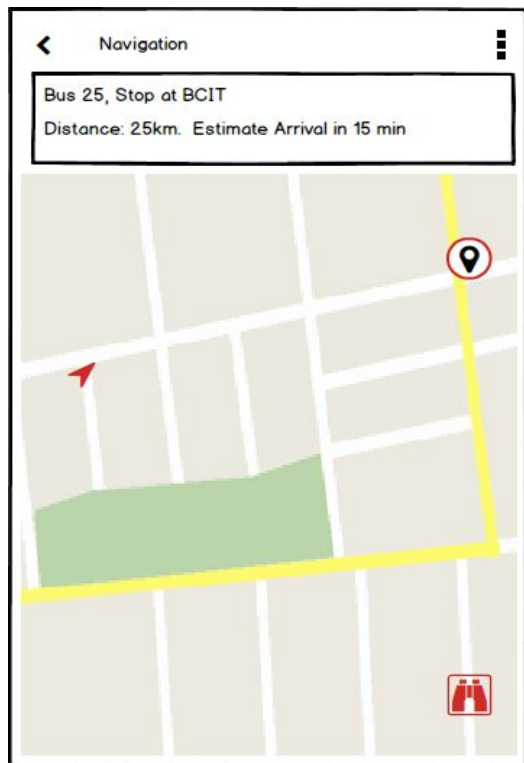 Navigation
Bus 25, Stop at BCIT
Distance: 25km. Estimate Arrival in 15 min